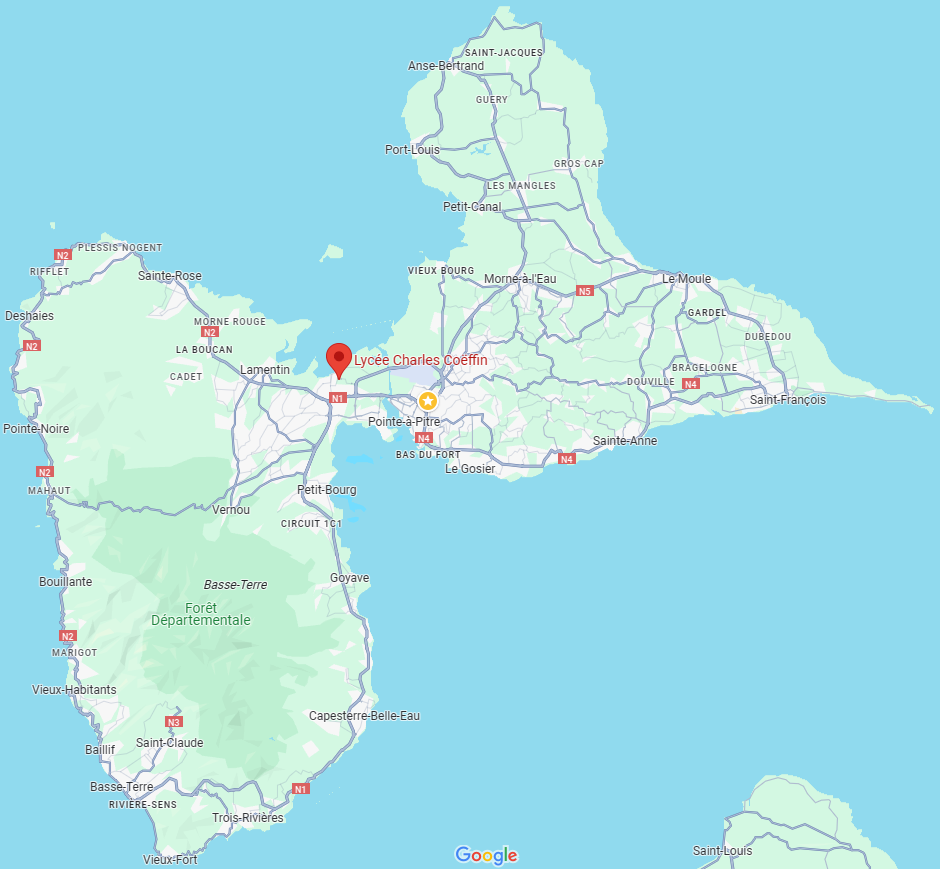 SAINT-JACQUES
Anse-Bertrand
GUERY
Port-Louis
GROS CAP
LES MANGLES
Petit-Canal
PLESSIS NOGENT
N2
RIFFLET
VIEUX BOURG
Sainte-Rose
Morne-à-l'Eau
Le Moule
N5
Deshaies
MORNE ROUGE
GARDEL
N2
DUBEDOU
N2
LA BOUCAN
Lycée Charles Coëffin
Lamentin
BRAGELOGNE
CADET
DOUVILLE
N4
N1
Saint-François
Pointe-à-Pitre
Pointe-Noire
N4
Sainte-Anne
BAS DU FORT
N4
Le Gosier
N2
MAHAUT
Petit-Bourg
Vernou
CIRCUIT 1C1
Goyave
Bouillante
Basse-Terre
Forêt
Départementale
N2
MARIGOT
Vieux-Habitants
Capesterre-Belle-Eau
N3
Saint-Claude
Baillif
Basse-Terre
N1
RIVIÈRE-SENS
Trois-Rivières
Saint-Louis
Google
Vieux-Fort